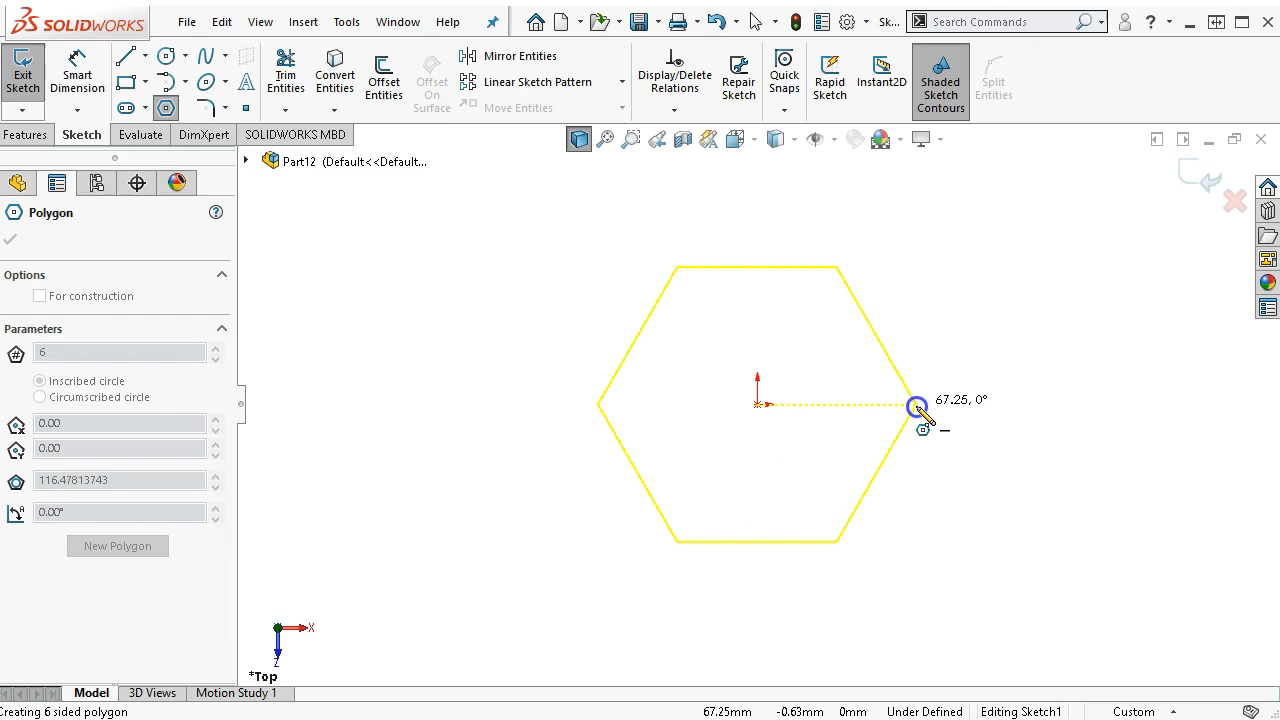 SOLIDWORKS File Edit View Insert Tools Window Help Sk... Search Commands ?
Exit Sketch Smart Dimension Trim Entities Convert Entities Offset Entities Offset On Surface Mirror Entities Linear Sketch Pattern Move Entities Display/Delete Relations Repair Sketch Quick Snaps Rapid Sketch Instant2D Shaded Sketch Contours Split Entities
Features Sketch Evaluate DimXpert SOLIDWORKS MBD
Part12 (Default<<Default...
Polygon ?
Options
For construction
Parameters
# 6
Inscribed circle
Circumscribed circle
0.00
0.00
116.47813743
0.00°
New Polygon
67.25, 0°
X
Z
*Top
Model 3D Views Motion Study 1
Creating 6 sided polygon 67.25mm -0.63mm 0mm Under Defined Editing Sketch1 Custom